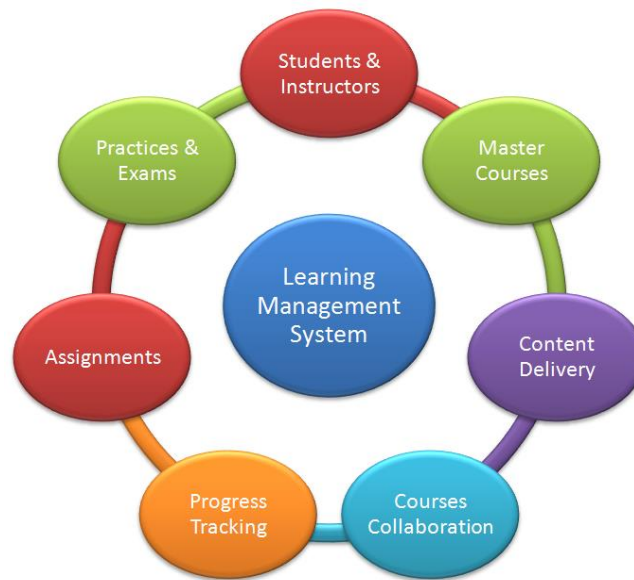 Students &
Instructors
Master
Courses
Content
Delivery
Courses
Collaboration
Progress
Tracking
Assignments
Practices &
Exams
Learning
Management
System